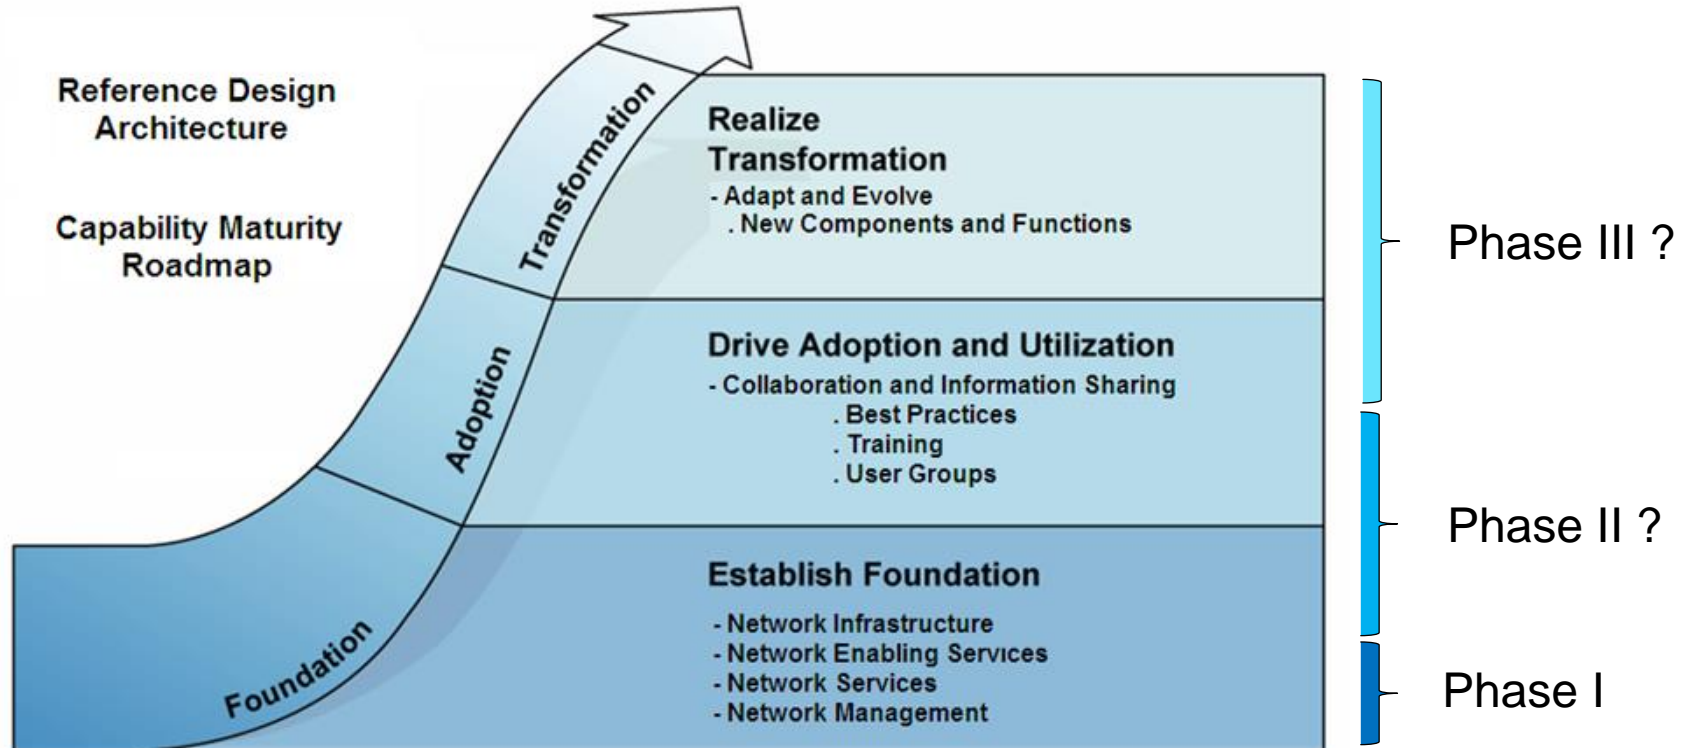 Reference Design
Architecture
Capability Maturity
Roadmap
Transformation
Adoption
Foundation
Realize
Transformation
- Adapt and Evolve
. New Components and Functions
Drive Adoption and Utilization
- Collaboration and Information Sharing
. Best Practices
. Training
. User Groups
Establish Foundation
- Network Infrastructure
- Network Enabling Services
- Network Services
- Network Management
Phase III ?
Phase II ?
Phase I